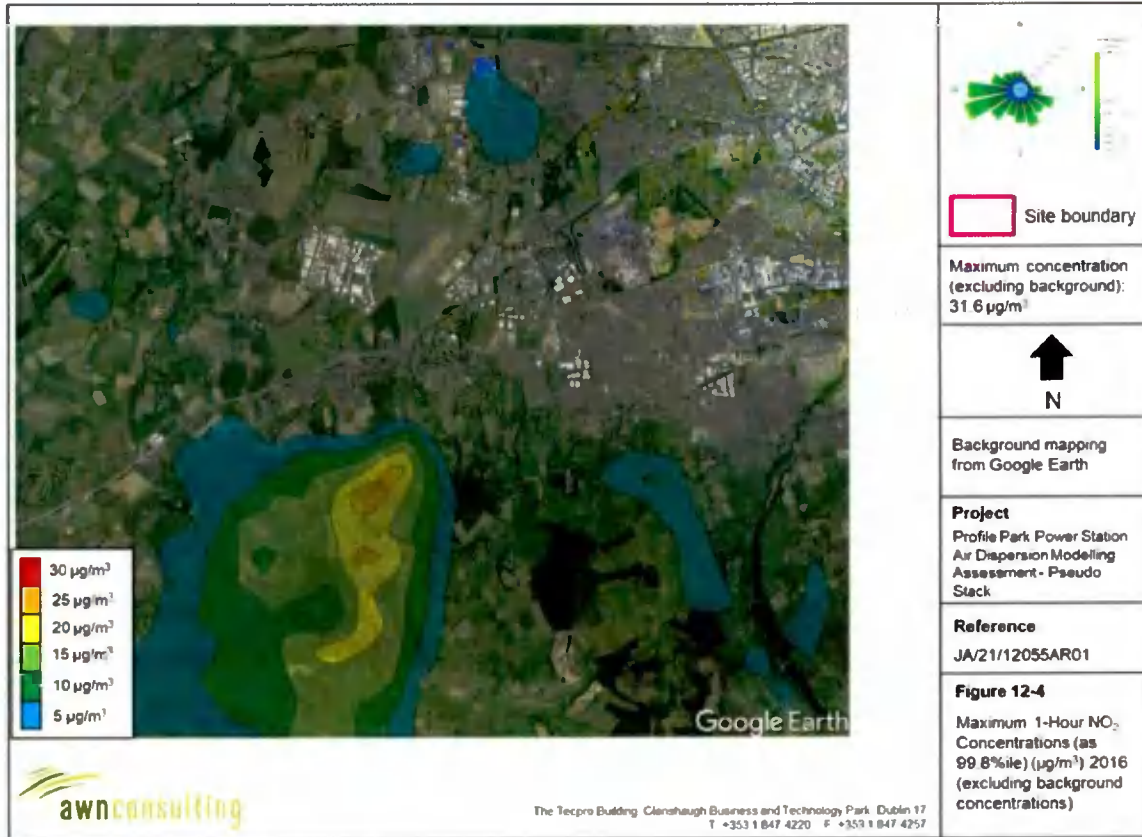 Site boundary
Maximum concentration
(excluding background):
31.6 µg/m³
N
Background mapping
from Google Earth
Project
Profile Park Power Station
Air Dispersion Modelling
Assessment - Pseudo
Stack
Reference
JA/21/12055AR01
Figure 12-4
Maximum 1-Hour NO₂
Concentrations (as
99.8%ile) (µg/m³) 2016
(excluding background
concentrations)
30 µg/m³
25 µg/m³
20 µg/m³
15 µg/m³
10 µg/m³
5 µg/m³
Google Earth
awnconsulting
The Tecpro Building, Clonshaugh Business and Technology Park, Dublin 17
T +353 1 847 4220 F +353 1 847 4257